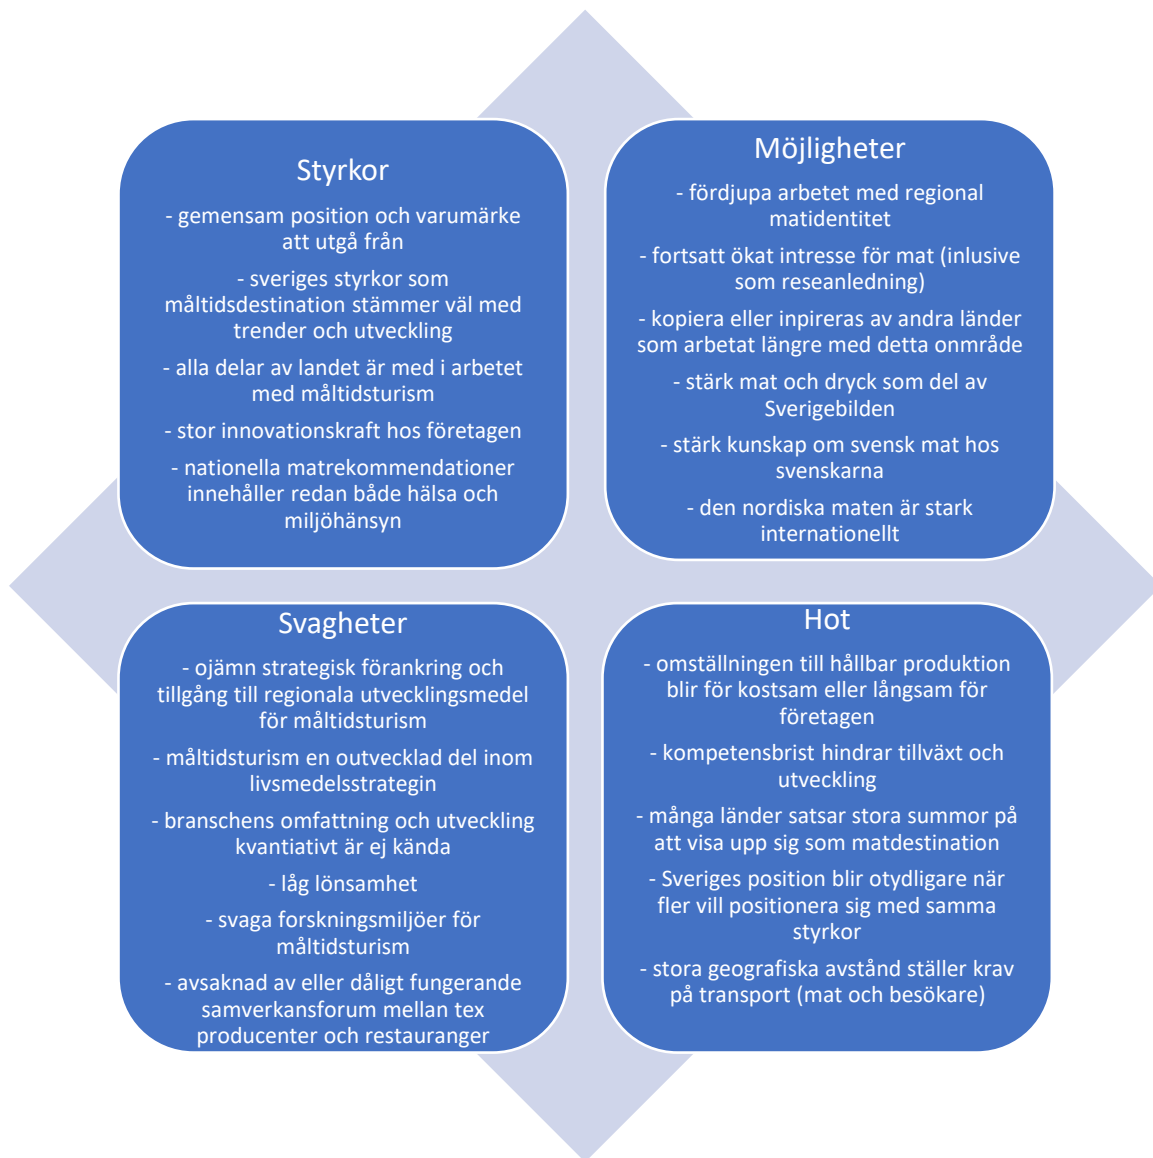 Styrkor
- gemensam position och varumärke
att utgå från
- sveriges styrkor som
måltidsdestination stämmer väl med
trender och utveckling
- alla delar av landet är med i arbetet
med måltidsturism
- stor innovationskraft hos företagen
- nationella matrekommendationer
innehåller redan både hälsa och
miljöhänsyn
Möjligheter
- fördjupa arbetet med regional
matidentitet
- fortsatt ökat intresse för mat (inlusive
som reseanledning)
- kopiera eller inpireras av andra länder
som arbetat längre med detta onmråde
- stärk mat och dryck som del av
Sverigebilden
- stärk kunskap om svensk mat hos
svenskarna
- den nordiska maten är stark
internationellt
Svagheter
- ojämn strategisk förankring och
tillgång till regionala utvecklingsmedel
för måltidsturism
- måltidsturism en outvecklad del inom
livsmedelsstrategin
- branschens omfattning och utveckling
kvantiativt är ej kända
- låg lönsamhet
- svaga forskningsmiljöer för
måltidsturism
- avsaknad av eller dåligt fungerande
samverkansforum mellan tex
producenter och restauranger
Hot
- omställningen till hållbar produktion
blir för kostsam eller långsam för
företagen
- kompetensbrist hindrar tillväxt och
utveckling
- många länder satsar stora summor på
att visa upp sig som matdestination
- Sveriges position blir otydligare när
fler vill positionera sig med samma
styrkor
- stora geografiska avstånd ställer krav
på transport (mat och besökare)